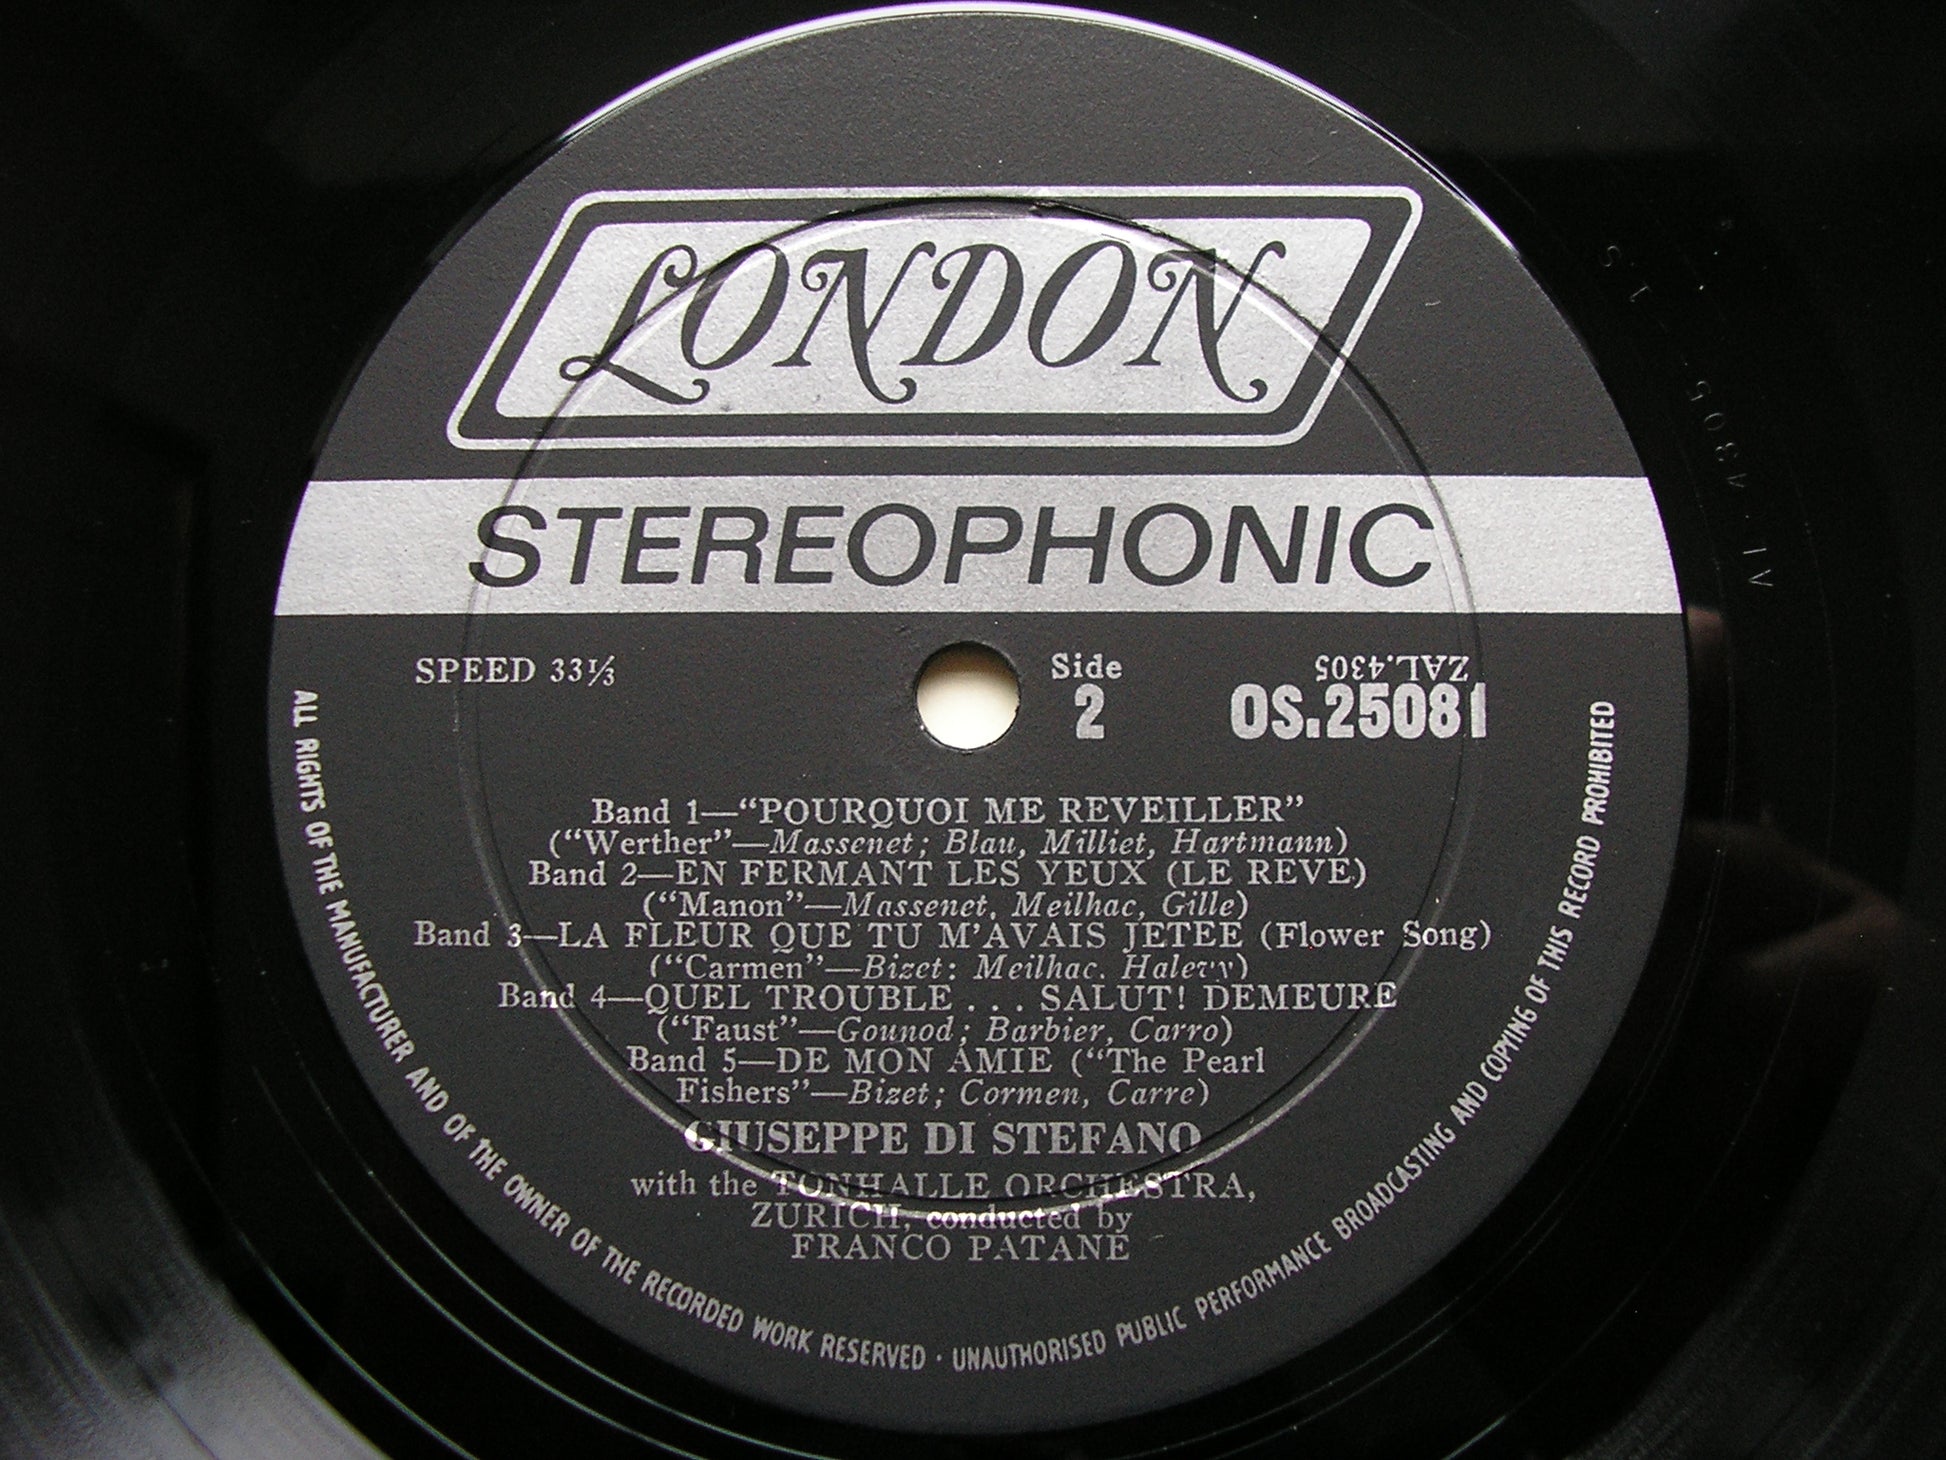 LONDON
STEREOPHONIC
SPEED 33⅓
Side
2
ZAL.4305
OS.25081
Band 1—“POURQUOI ME REVEILLER”
(“Werther”—Massenet; Blau, Milliet, Hartmann)
Band 2—EN FERMANT LES YEUX (LE REVE)
(“Manon”—Massenet, Meilhac, Gille)
Band 3—LA FLEUR QUE TU M’AVAIS JETEE (Flower Song)
(“Carmen”—Bizet: Meilhac. Halevy)
Band 4—QUEL TROUBLE . . . SALUT! DEMEURE
(“Faust”—Gounod; Barbier, Carro)
Band 5—DE MON AMIE (“The Pearl
Fishers”—Bizet; Cormen, Carre)
GIUSEPPE DI STEFANO
with the TONHALLE ORCHESTRA,
ZURICH, conducted by
FRANCO PATANE
ALL RIGHTS OF THE MANUFACTURER AND OF THE OWNER OF THE RECORDED WORK RESERVED · UNAUTHORISED PUBLIC PERFORMANCE BROADCASTING AND COPYING OF THIS RECORD PROHIBITED